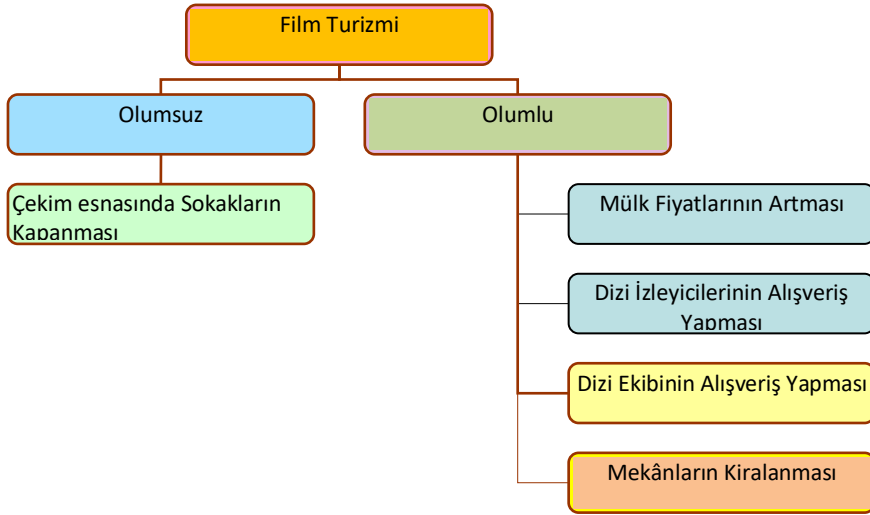 Film Turizmi
Olumsuz
Olumlu
Çekim esnasında Sokakların
Kapanması
Mülk Fiyatlarının Artması
Dizi İzleyicilerinin Alışveriş
Yapması
Dizi Ekibinin Alışveriş Yapması
Mekânların Kiralanması